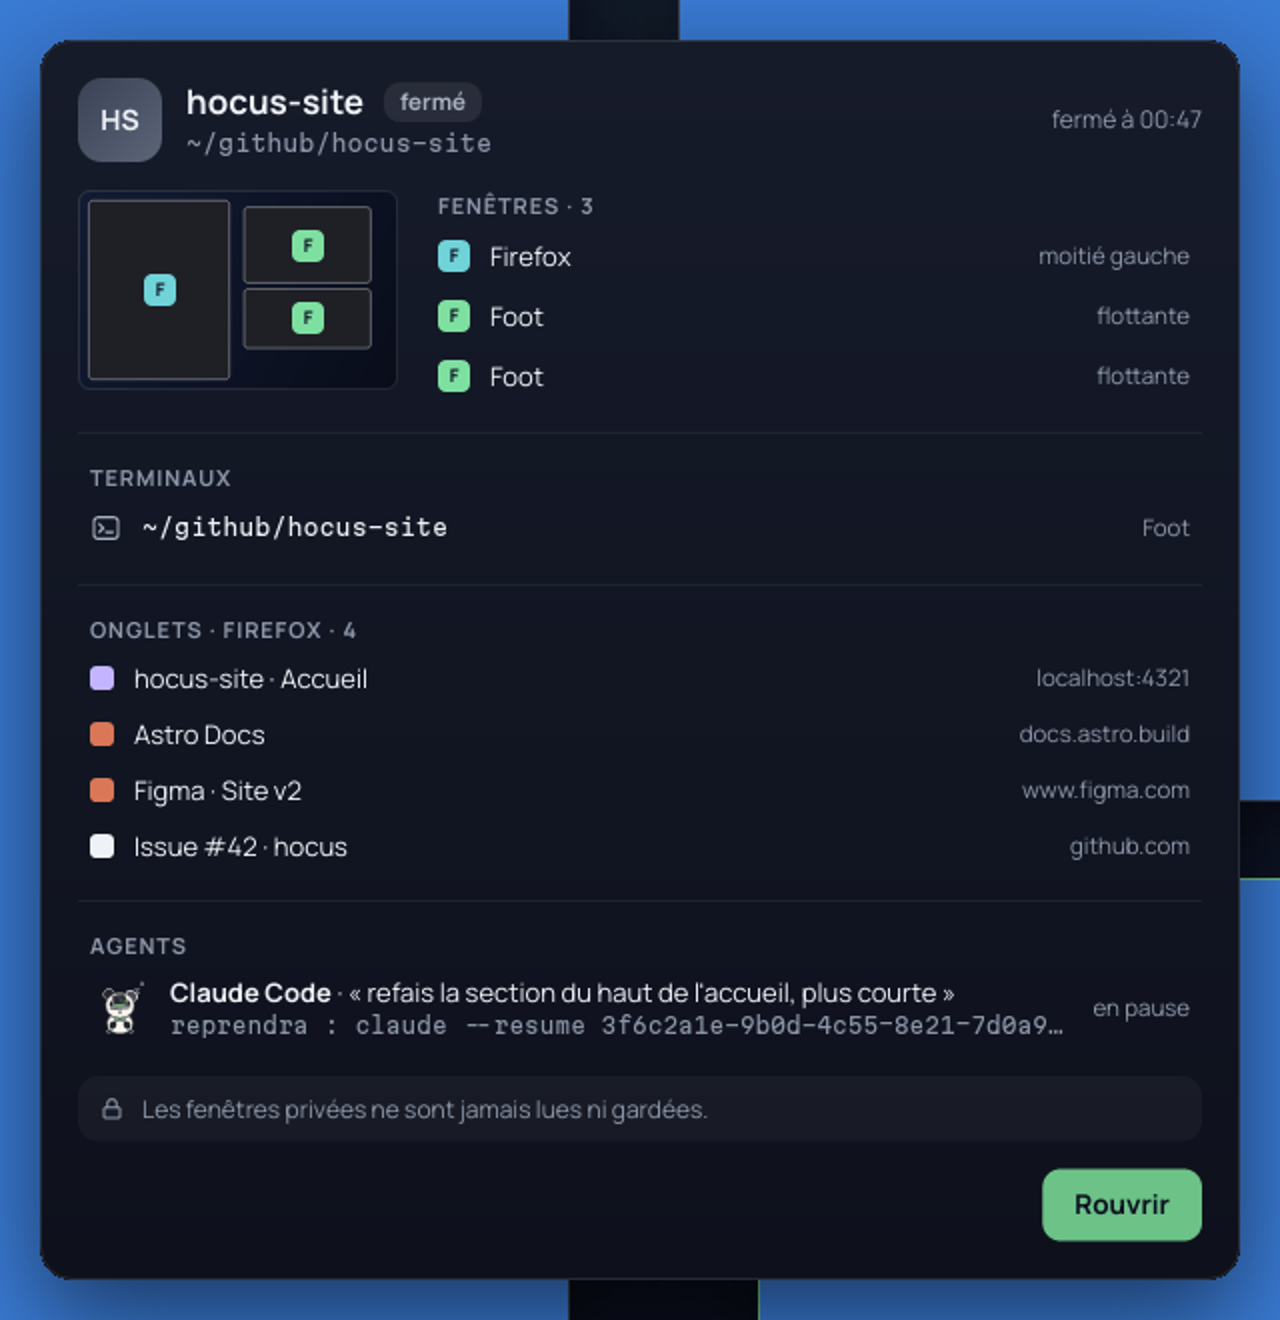 HS
hocus-site fermé
~/github/hocus-site
fermé à 00:47
F
F
F
FENÊTRES · 3
F Firefox moitié gauche
F Foot flottante
F Foot flottante
TERMINAUX
~/github/hocus-site Foot
ONGLETS · FIREFOX · 4
hocus-site · Accueil localhost:4321
Astro Docs docs.astro.build
Figma · Site v2 www.figma.com
Issue #42 · hocus github.com
AGENTS
Claude Code · « refais la section du haut de l'accueil, plus courte »
reprendra : claude --resume 3f6c2a1e-9b0d-4c55-8e21-7d0a9…
en pause
Les fenêtres privées ne sont jamais lues ni gardées.
Rouvrir